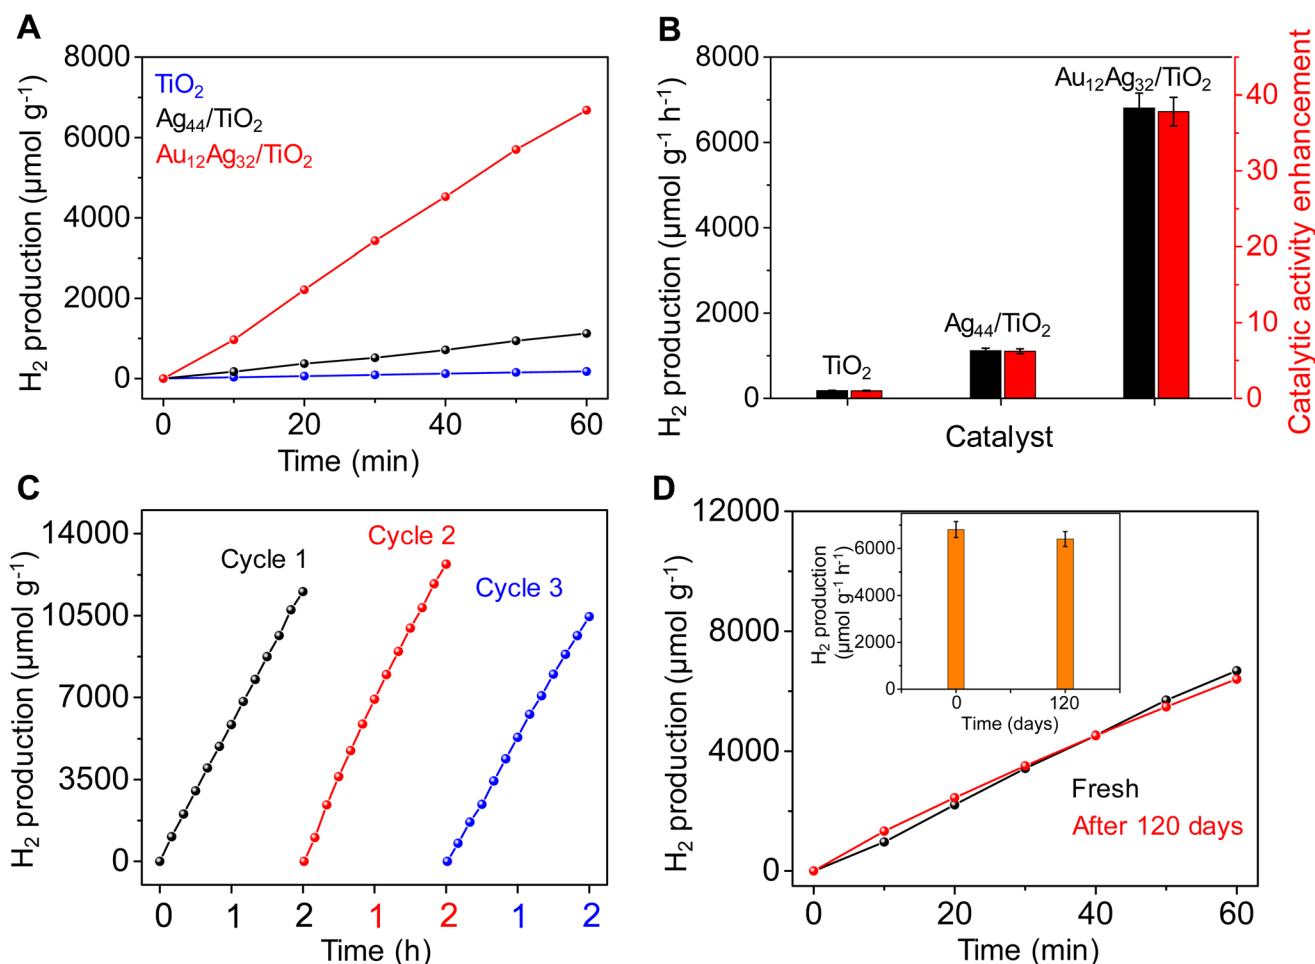 A
H₂ production (µmol g⁻¹)
8000
6000
4000
2000
0
TiO₂
Ag₄₄/TiO₂
Au₁₂Ag₃₂/TiO₂
0 20 40 60
Time (min)
B
H₂ production (µmol g⁻¹ h⁻¹)
8000
6000
4000
2000
0
TiO₂
Ag₄₄/TiO₂
Au₁₂Ag₃₂/TiO₂
40
30
20
10
0
Catalytic activity enhancement
Catalyst
C
H₂ production (µmol g⁻¹)
14000
10500
7000
3500
0
Cycle 1
Cycle 2
Cycle 3
0 1 2 1 2 1 2
Time (h)
D
H₂ production (µmol g⁻¹)
12000
8000
4000
0
H₂ production
(µmol g⁻¹ h⁻¹)
6000
4000
2000
0
0 120
Time (days)
Fresh
After 120 days
0 20 40 60
Time (min)